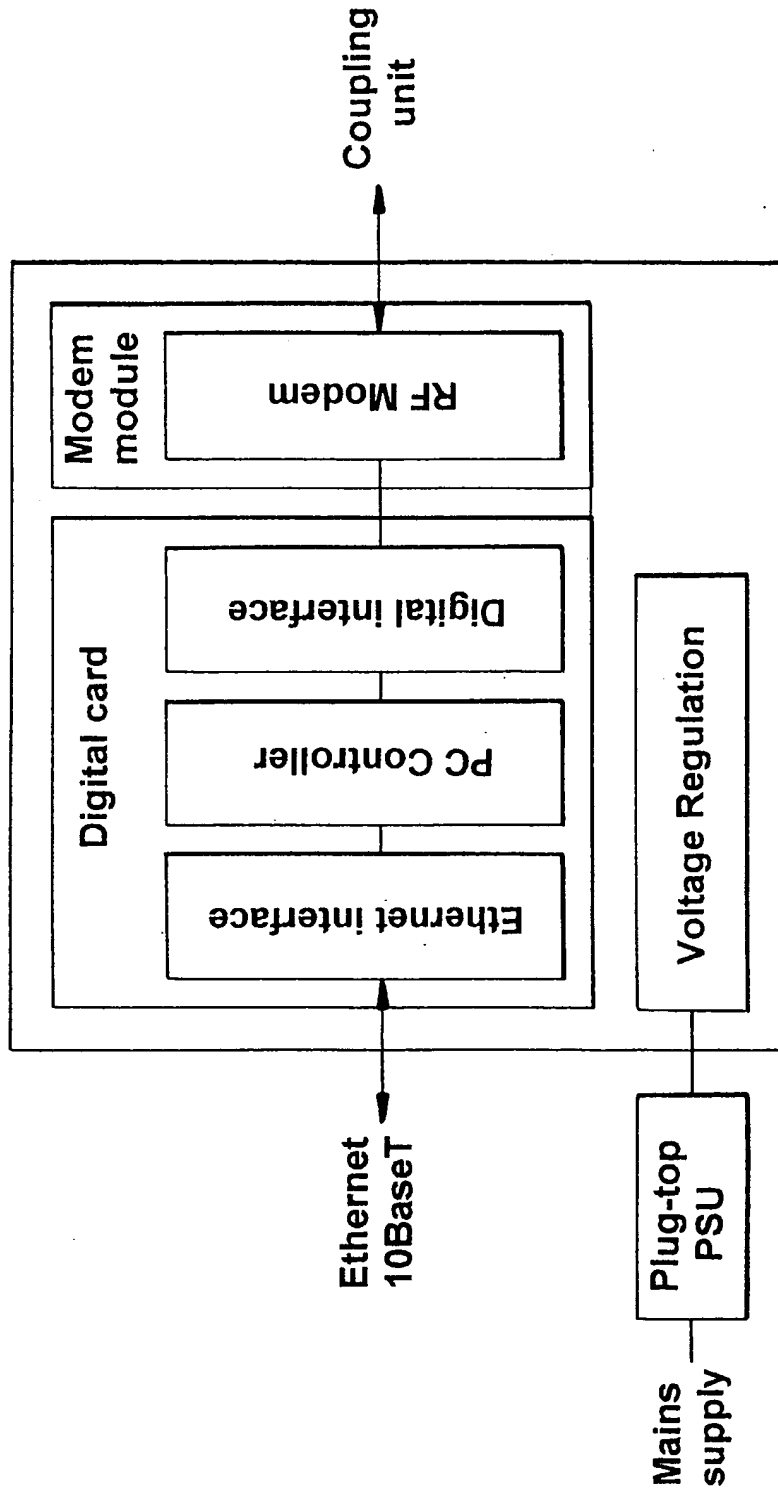 Digital card
Ethernet interface
PC Controller
Digital interface
Modem
module
RF Modem
Ethernet
10BaseT
Coupling
unit
Mains
supply
Plug-top
PSU
Voltage Regulation